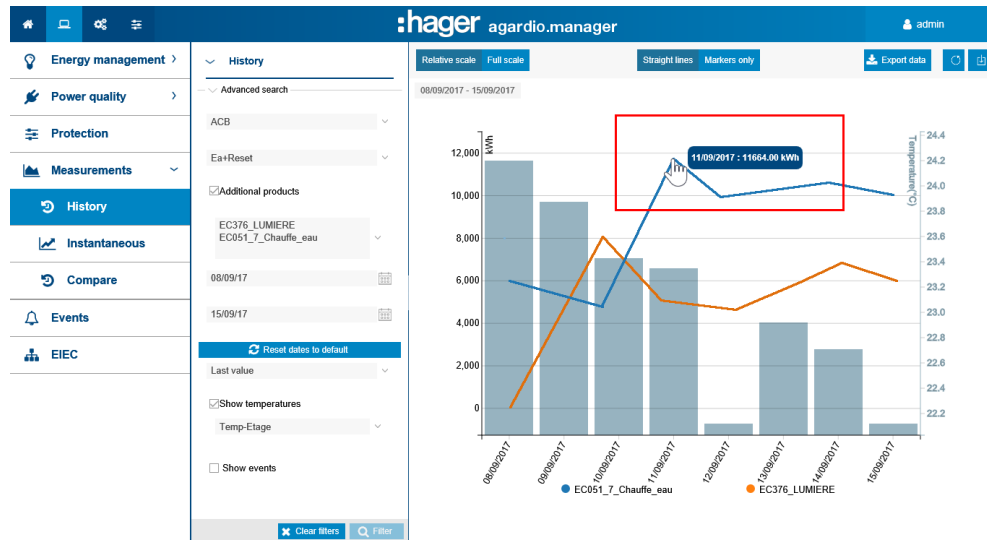 :hager agardio.manager
admin
Energy management
Power quality
Protection
Measurements
History
Instantaneous
Compare
Events
EIEC
History
Advanced search
ACB
Ea+Reset
Additional products
EC376_LUMIERE
EC051_7_Chauffe_eau
08/09/17
15/09/17
Reset dates to default
Last value
Show temperatures
Temp-Etage
Show events
Clear filters Filter
Relative scale Full scale Straight lines Markers only Export data
08/09/2017 - 15/09/2017
kWh
12,000
10,000
8,000
6,000
4,000
2,000
0
11/09/2017 : 11664.00 kWh
Temperature(°C)
24.4
24.2
24.0
23.8
23.6
23.4
23.2
23.0
22.8
22.6
22.4
22.2
08/09/2017 09/09/2017 10/09/2017 11/09/2017 12/09/2017 13/09/2017 14/09/2017 15/09/2017
EC051_7_Chauffe_eau EC376_LUMIERE